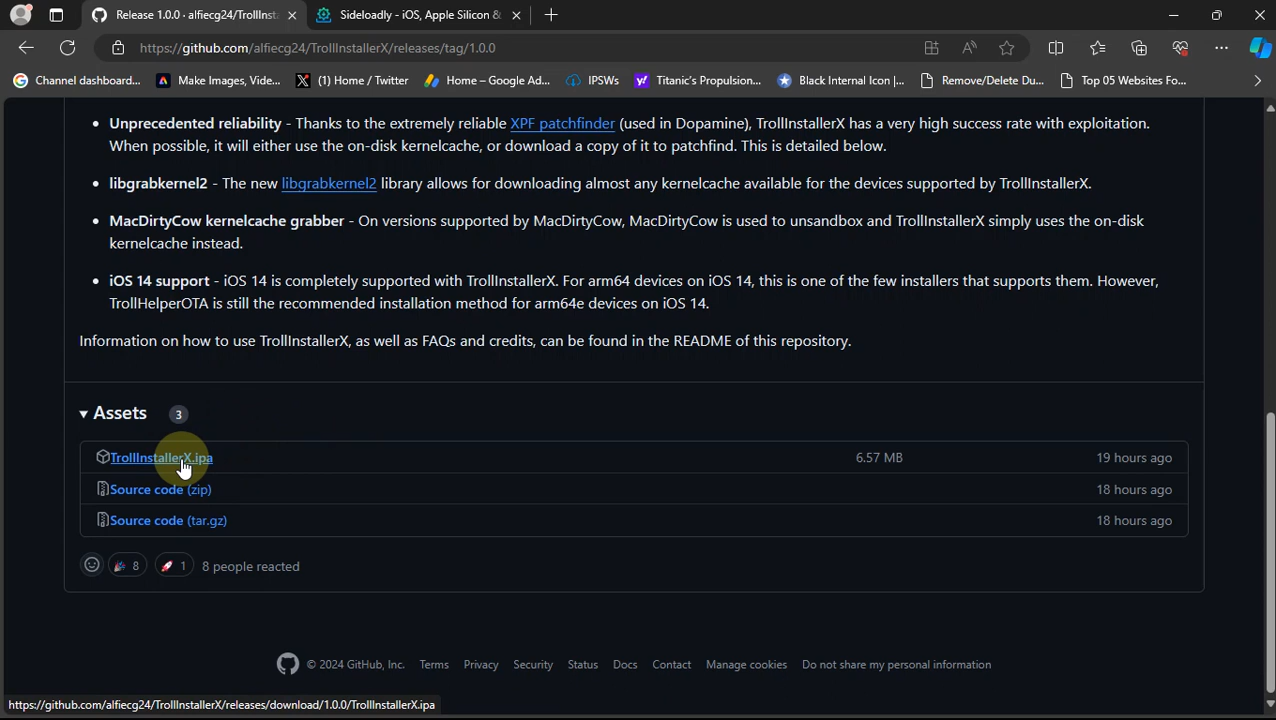 Release 1.0.0 · alfiecg24/TrollInst
Sideloadly - iOS, Apple Silicon &
https://github.com/alfiecg24/TrollInstallerX/releases/tag/1.0.0
Channel dashboard... Make Images, Vide... (1) Home / Twitter Home – Google Ad... IPSWs Titanic's Propulsion... Black Internal Icon |... Remove/Delete Du... Top 05 Websites Fo...
• Unprecedented reliability - Thanks to the extremely reliable XPF patchfinder (used in Dopamine), TrollInstallerX has a very high success rate with exploitation.
When possible, it will either use the on-disk kernelcache, or download a copy of it to patchfind. This is detailed below.
• libgrabkernel2 - The new libgrabkernel2 library allows for downloading almost any kernelcache available for the devices supported by TrollInstallerX.
• MacDirtyCow kernelcache grabber - On versions supported by MacDirtyCow, MacDirtyCow is used to unsandbox and TrollInstallerX simply uses the on-disk
kernelcache instead.
• iOS 14 support - iOS 14 is completely supported with TrollInstallerX. For arm64 devices on iOS 14, this is one of the few installers that supports them. However,
TrollHelperOTA is still the recommended installation method for arm64e devices on iOS 14.
Information on how to use TrollInstallerX, as well as FAQs and credits, can be found in the README of this repository.
Assets 3
TrollInstallerX.ipa 6.57 MB 19 hours ago
Source code (zip) 18 hours ago
Source code (tar.gz) 18 hours ago
8 1 8 people reacted
© 2024 GitHub, Inc. Terms Privacy Security Status Docs Contact Manage cookies Do not share my personal information
https://github.com/alfiecg24/TrollInstallerX/releases/download/1.0.0/TrollInstallerX.ipa